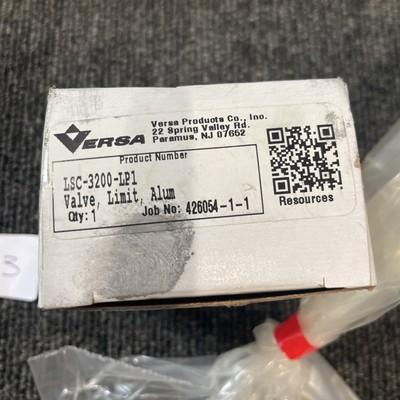 VERSA
Versa Products Co., Inc.
22 Spring Valley Rd.
Paramus, NJ 07652
Product Number
LSC-3200-LP1
Valve, Limit, Alum
Qty: 1
Job No: 426054-1-1
Resources
3